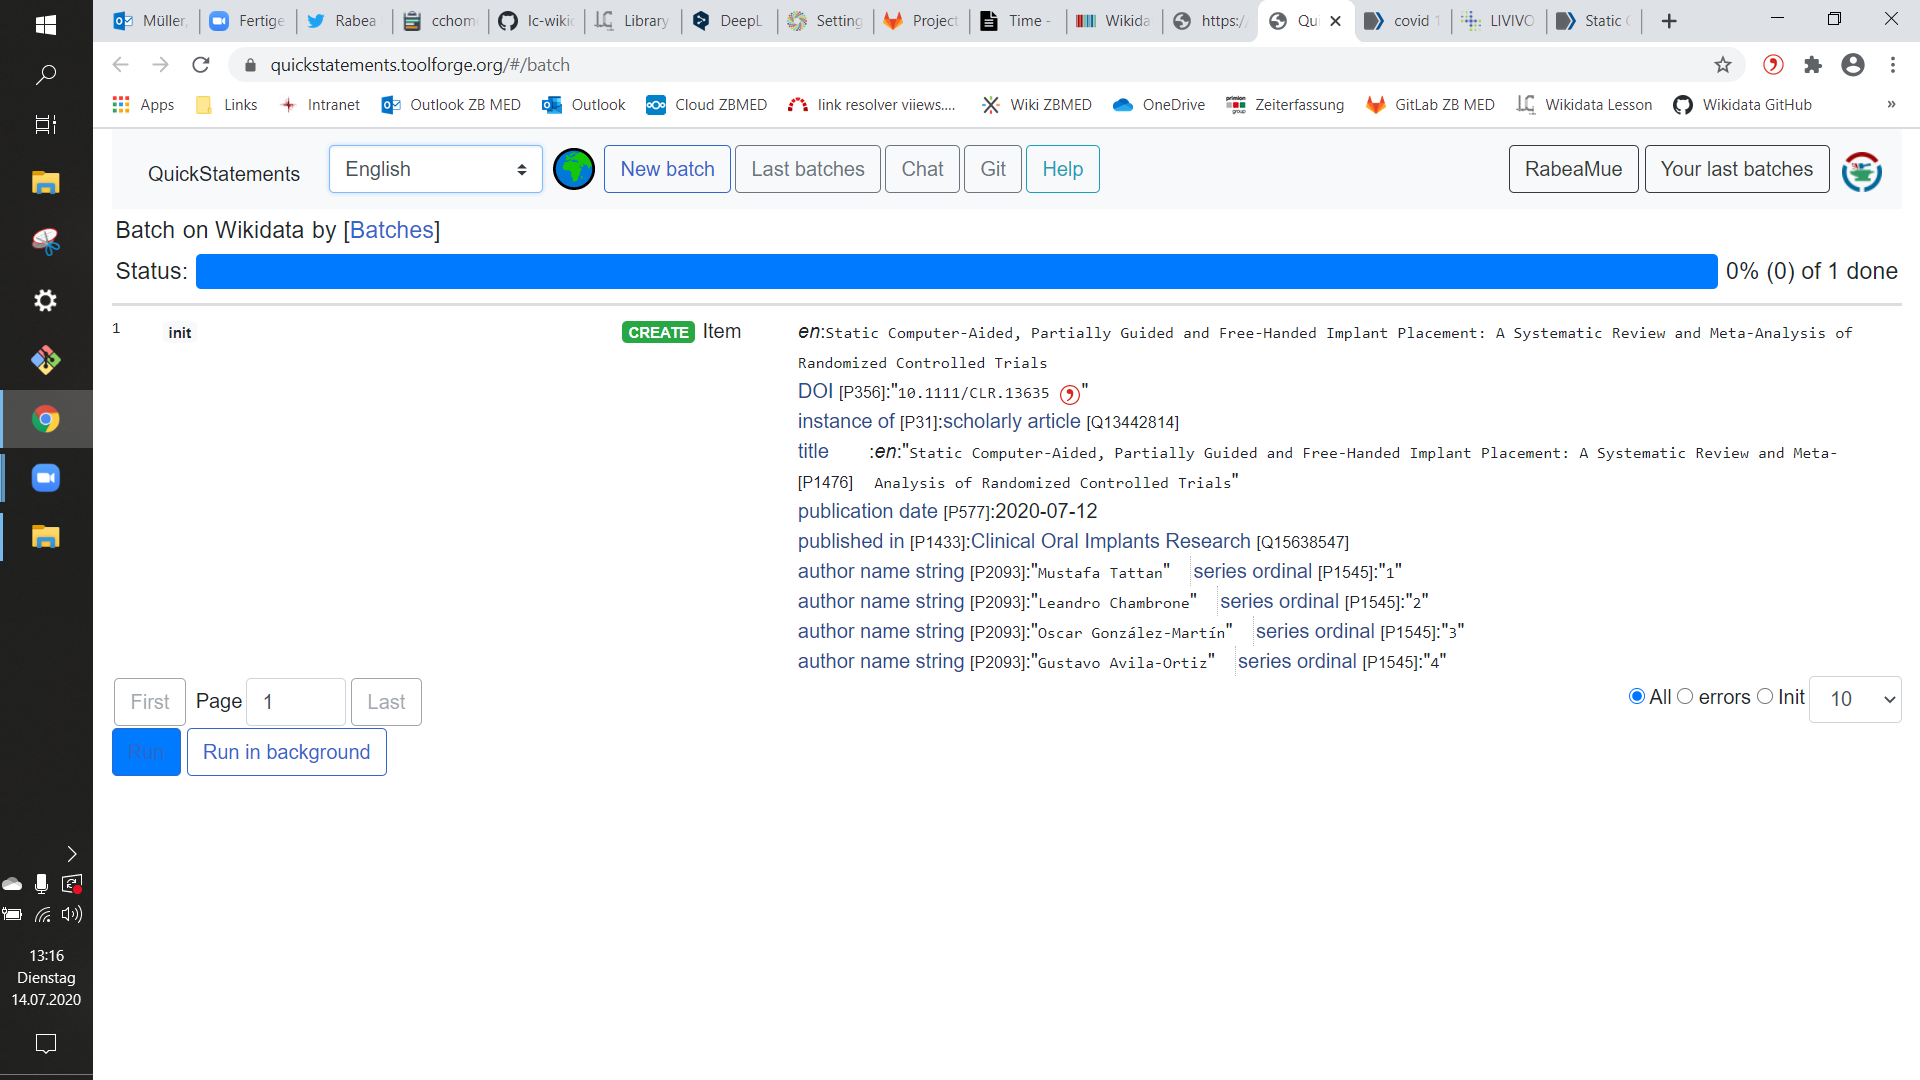 Müller, Fertige Rabea cchom lc-wiki Library DeepL Setting Project Time - Wikida https:/ Qui covid 1 LIVIVO Static C
quickstatements.toolforge.org/#/batch
Apps Links Intranet Outlook ZB MED Outlook Cloud ZBMED link resolver viiews.... Wiki ZBMED OneDrive Zeiterfassung GitLab ZB MED Wikidata Lesson Wikidata GitHub »
QuickStatements English New batch Last batches Chat Git Help RabeaMue Your last batches
Batch on Wikidata by [Batches]
Status: 0% (0) of 1 done
1 init CREATE Item en:Static Computer-Aided, Partially Guided and Free-Handed Implant Placement: A Systematic Review and Meta-Analysis of
Randomized Controlled Trials
DOI [P356]:"10.1111/CLR.13635 "
instance of [P31]:scholarly article [Q13442814]
title :en:"Static Computer-Aided, Partially Guided and Free-Handed Implant Placement: A Systematic Review and Meta-
[P1476] Analysis of Randomized Controlled Trials"
publication date [P577]:2020-07-12
published in [P1433]:Clinical Oral Implants Research [Q15638547]
author name string [P2093]:"Mustafa Tattan" series ordinal [P1545]:"1"
author name string [P2093]:"Leandro Chambrone" series ordinal [P1545]:"2"
author name string [P2093]:"Oscar González-Martín" series ordinal [P1545]:"3"
author name string [P2093]:"Gustavo Avila-Ortiz" series ordinal [P1545]:"4"
First Page 1 Last All errors Init 10
Run Run in background
13:16
Dienstag
14.07.2020